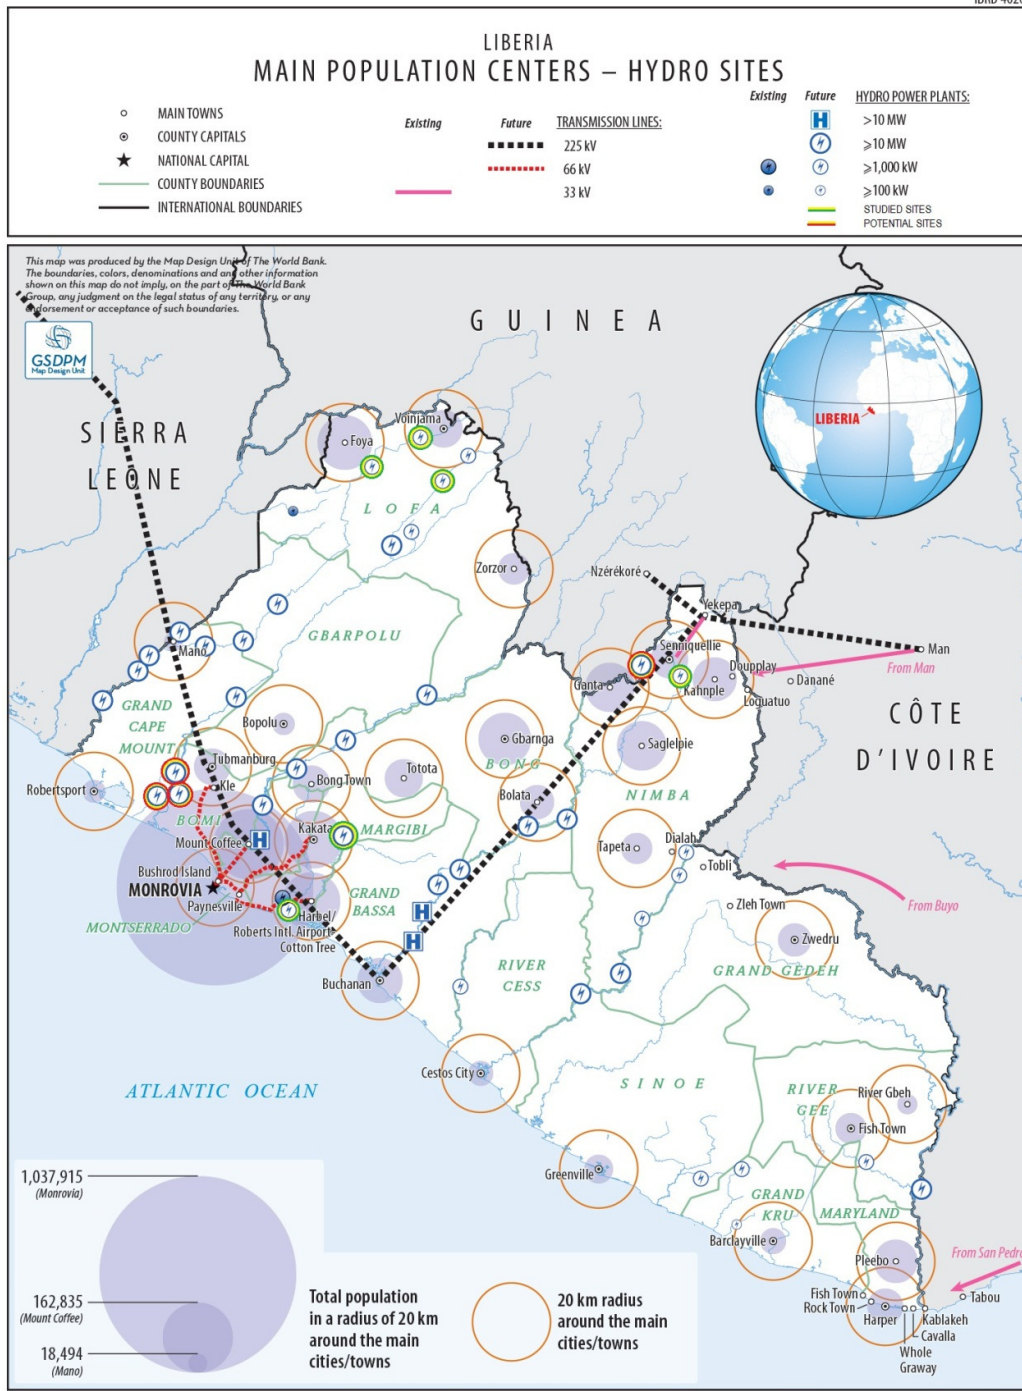 LIBERIA
MAIN POPULATION CENTERS – HYDRO SITES
MAIN TOWNS
COUNTY CAPITALS
NATIONAL CAPITAL
COUNTY BOUNDARIES
INTERNATIONAL BOUNDARIES
Existing
Future
TRANSMISSION LINES:
225 kV
66 kV
33 kV
Existing
Future
HYDRO POWER PLANTS:
H
>10 MW
⩾10 MW
⩾1,000 kW
⩾100 kW
STUDIED SITES
POTENTIAL SITES
This map was produced by the Map Design Unit of The World Bank.
The boundaries, colors, denominations and and other information
shown on this map do not imply, on the part of The World Bank
Group, any judgment on the legal status of any territory, or any
endorsement or acceptance of such boundaries.
GSDPM
Map Design Unit
GUINEA
SIERRA
LEONE
LIBERIA
Voinjama
Foya
LOFA
Zorzor
Nzérékoré
Yekepa
GBARPOLU
Mano
Senniquellie
Man
From Man
Doupplay
Danané
Ganta
Kahnple
Loguatuo
GRAND
CAPE
MOUNT
Bopolu
Gbarnga
BONG
Saglelpie
CÔTE
D'IVOIRE
Tubmanburg
Kle
Bong Town
Totota
Robertsport
Bolata
NIMBA
BOMI
Kakata
MARGIBI
Mount Coffee
H
Tapeta
Dialah
Tobli
Bushrod Island
MONROVIA
Paynesville
GRAND
BASSA
From Buyo
MONTSERRADO
Harbel/
Roberts Intl. Airport
Cotton Tree
H
H
Zleh Town
Zwedru
GRAND GEDEH
RIVER
CESS
Buchanan
Cestos City
SINOE
ATLANTIC OCEAN
RIVER
GEE
River Gbeh
Fish Town
Greenville
GRAND
KRU
MARYLAND
Barclayville
Pleebo
From San Pedro
Fish Town
Rock Town
Harper
Tabou
Kablakeh
Cavalla
Whole
Graway
1,037,915
(Monrovia)
162,835
(Mount Coffee)
18,494
(Mano)
Total population
in a radius of 20 km
around the main
cities/towns
20 km radius
around the main
cities/towns